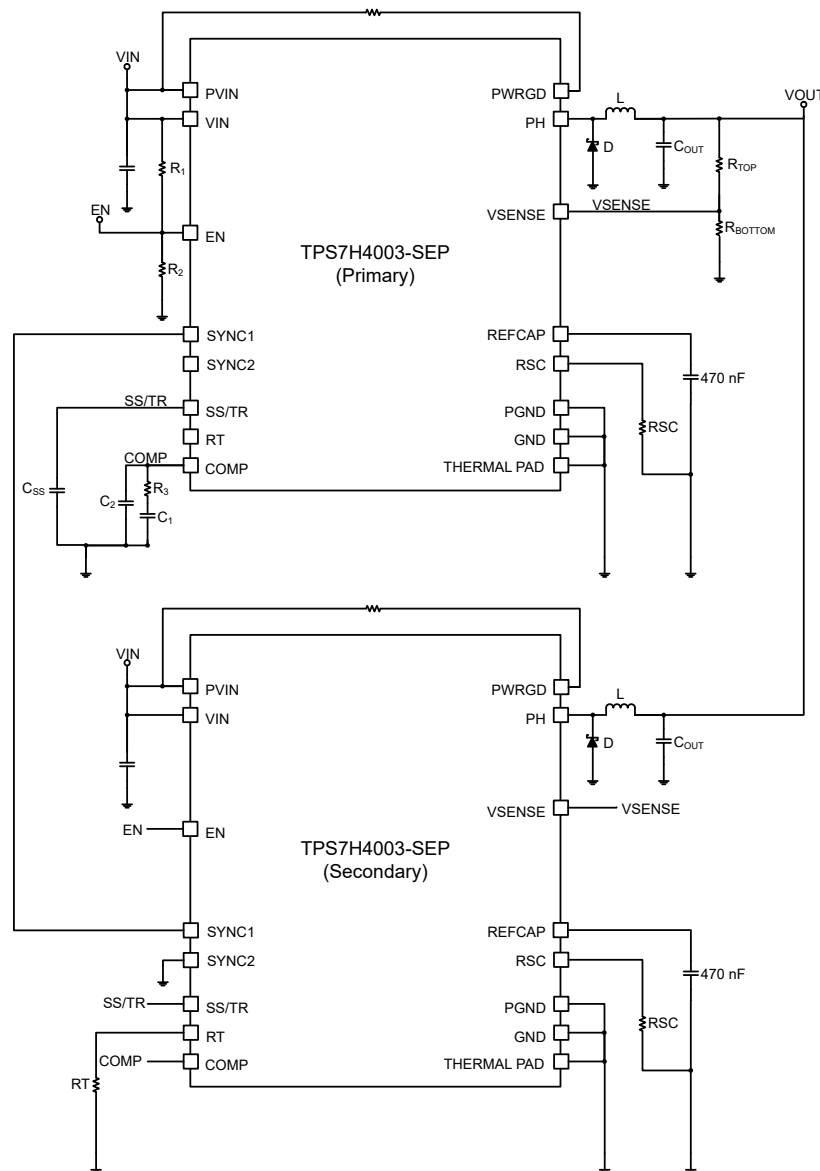 VIN
PVIN
VIN
R1
EN
EN
R2
SYNC1
SYNC2
SS/TR
SS/TR
RT
COMP
COMP
CSS
C2
R3
C1
TPS7H4003-SEP
(Primary)
PWRGD
PH
L
VOUT
D
COUT
RTOP
VSENSE
VSENSE
RBOTTOM
REFCAP
RSC
470 nF
PGND
RSC
GND
THERMAL PAD
VIN
PVIN
VIN
EN
EN
SYNC1
SYNC2
SS/TR
SS/TR
RT
COMP
COMP
RT
TPS7H4003-SEP
(Secondary)
PWRGD
PH
L
D
COUT
VSENSE
VSENSE
REFCAP
RSC
470 nF
PGND
RSC
GND
THERMAL PAD